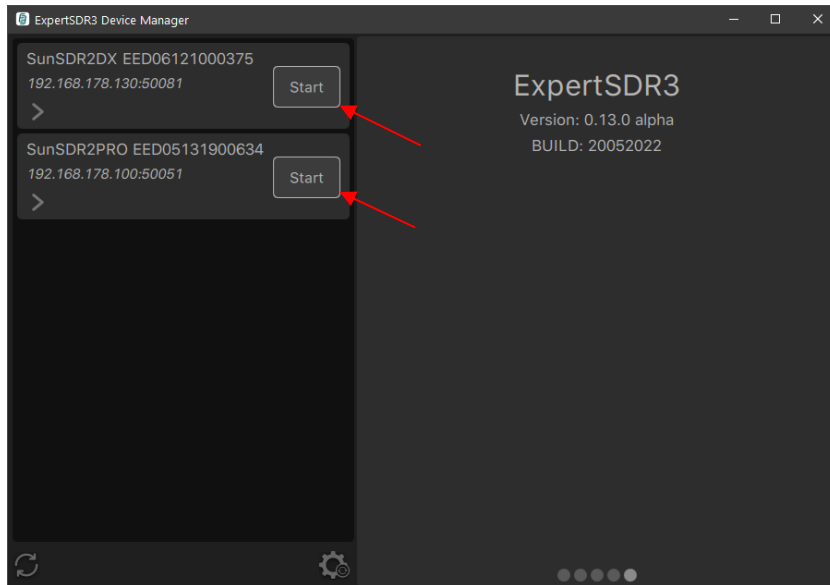 ExpertSDR3 Device Manager
SunSDR2DX EED06121000375
192.168.178.130:50081
Start
SunSDR2PRO EED05131900634
192.168.178.100:50051
Start
ExpertSDR3
Version: 0.13.0 alpha
BUILD: 20052022